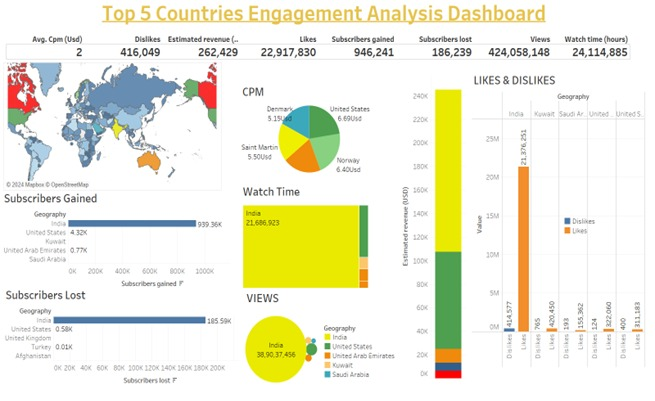 Top 5 Countries Engagement Analysis Dashboard
Avg. Cpm (Usd) Dislikes Estimated revenue (.. Likes Subscribers gained Subscribers lost Views Watch time (hours)
2 416,049 262,429 22,917,830 946,241 186,239 424,058,148 24,114,885
© 2024 Mapbox © OpenStreetMap
Subscribers Gained
Geography
India 939.36K
United States 4.32K
Kuwait
United Arab Emirates 0.77K
Saudi Arabia
0K 200K 400K 600K 800K 1000K
Subscribers gained
Subscribers Lost
Geography
India 185.59K
United States 0.58K
United Kingdom
Turkey 0.01K
Afghanistan
0K 20K 40K 60K 80K 100K 120K 140K 160K 180K 200K
Subscribers lost
CPM
Denmark
5.15Usd
United States
6.69Usd
Saint Martin
5.50Usd
Norway
6.40Usd
Watch Time
India
21,686,923
VIEWS
India
38,90,37,456
Geography
India
United States
United Arab Emirates
Kuwait
Saudi Arabia
Estimated revenue (USD)
240K
220K
200K
180K
160K
140K
120K
100K
80K
60K
40K
20K
0K
LIKES & DISLIKES
Geography
India Kuwait Saudi Ar.. United .. United S..
Value
25M
20M
15M
10M
5M
0M
Dislikes
Likes
414,577 21,376,251 765 420,450 193 155,362 124 322,060 400 311,183
Dislikes Likes Dislikes Likes Dislikes Likes Dislikes Likes Dislikes Likes